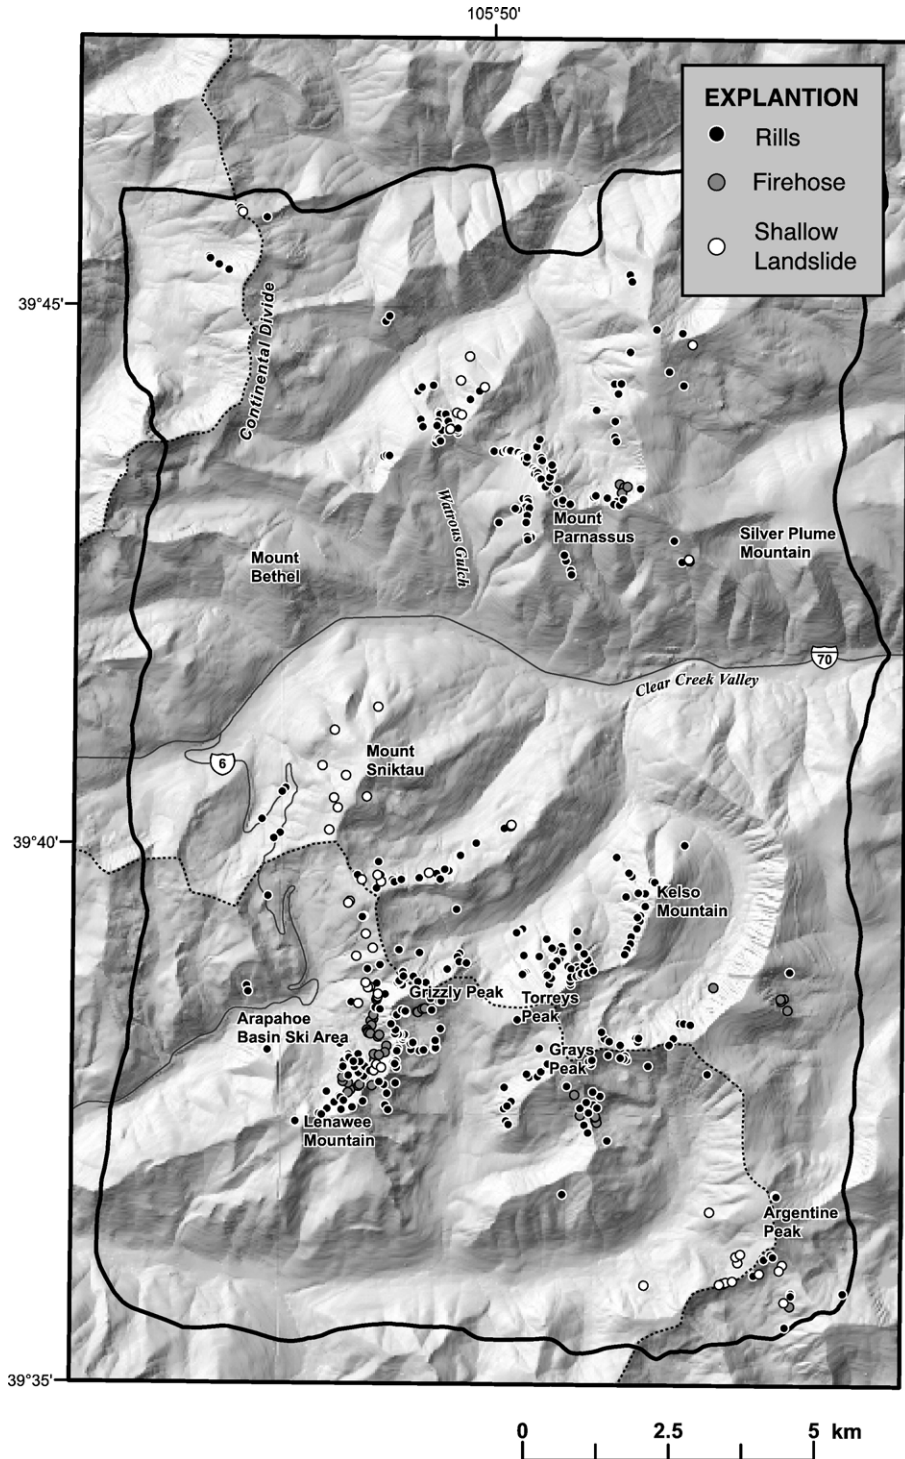 105°50'
EXPLANTION
Rills
Firehose
Shallow
Landslide
39°45'
Continental Divide
Watrous Gulch
Mount
Parnassus
Silver Plume
Mountain
Mount
Bethel
70
Clear Creek Valley
Mount
Sniktau
6
39°40'
Kelso
Mountain
Grizzly Peak
Torreys
Peak
Arapahoe
Basin Ski Area
Grays
Peak
Lenawee
Mountain
Argentine
Peak
39°35'
0 2.5 5 km